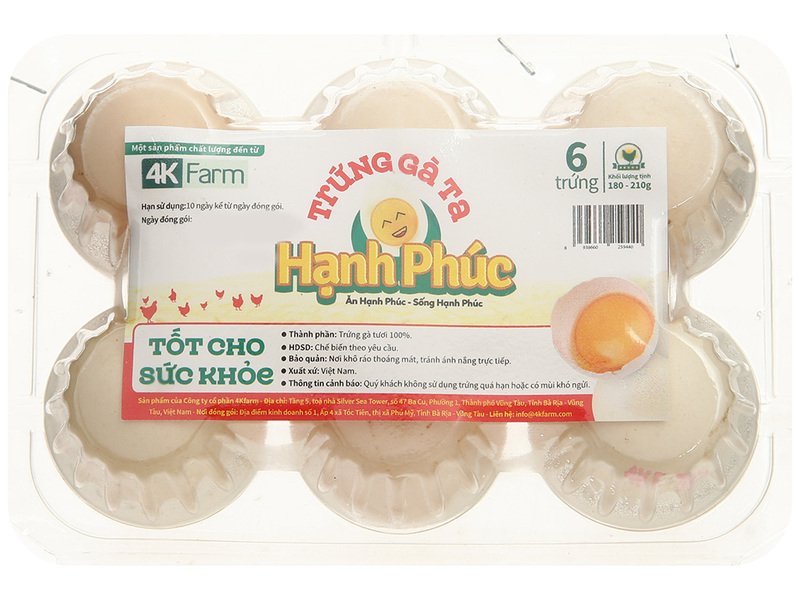 Một sản phẩm chất lượng đến từ
4K Farm
Hạn sử dụng:10 ngày kể từ ngày đóng gói.
Ngày đóng gói:
TRỨNG GÀ TA
Hạnh Phúc
Ăn Hạnh Phúc - Sống Hạnh Phúc
6
trứng
Khối lượng tịnh
180 - 210g
TỐT CHO
SỨC KHỎE
• Thành phần: Trứng gà tươi 100%.
• HDSD: Chế biến theo yêu cầu.
• Bảo quản: Nơi khô ráo thoáng mát, tránh ánh nắng trực tiếp.
• Xuất xứ: Việt Nam.
• Thông tin cảnh báo: Quý khách không sử dụng trứng quá hạn hoặc có mùi khó ngửi.
Sản phẩm của Công ty cổ phần 4Kfarm - Địa chỉ: Tầng 5, toà nhà Silver Sea Tower, số 47 Ba Cu, Phường 1, Thành phố Vũng Tàu, Tỉnh Bà Rịa - Vũng
Tàu, Việt Nam - Nơi đóng gói: Địa điểm kinh doanh số 1, Ấp 4 xã Tóc Tiên, thị xã Phú Mỹ, Tỉnh Bà Rịa - Vũng Tàu - Liên hệ: info@4kfarm.com